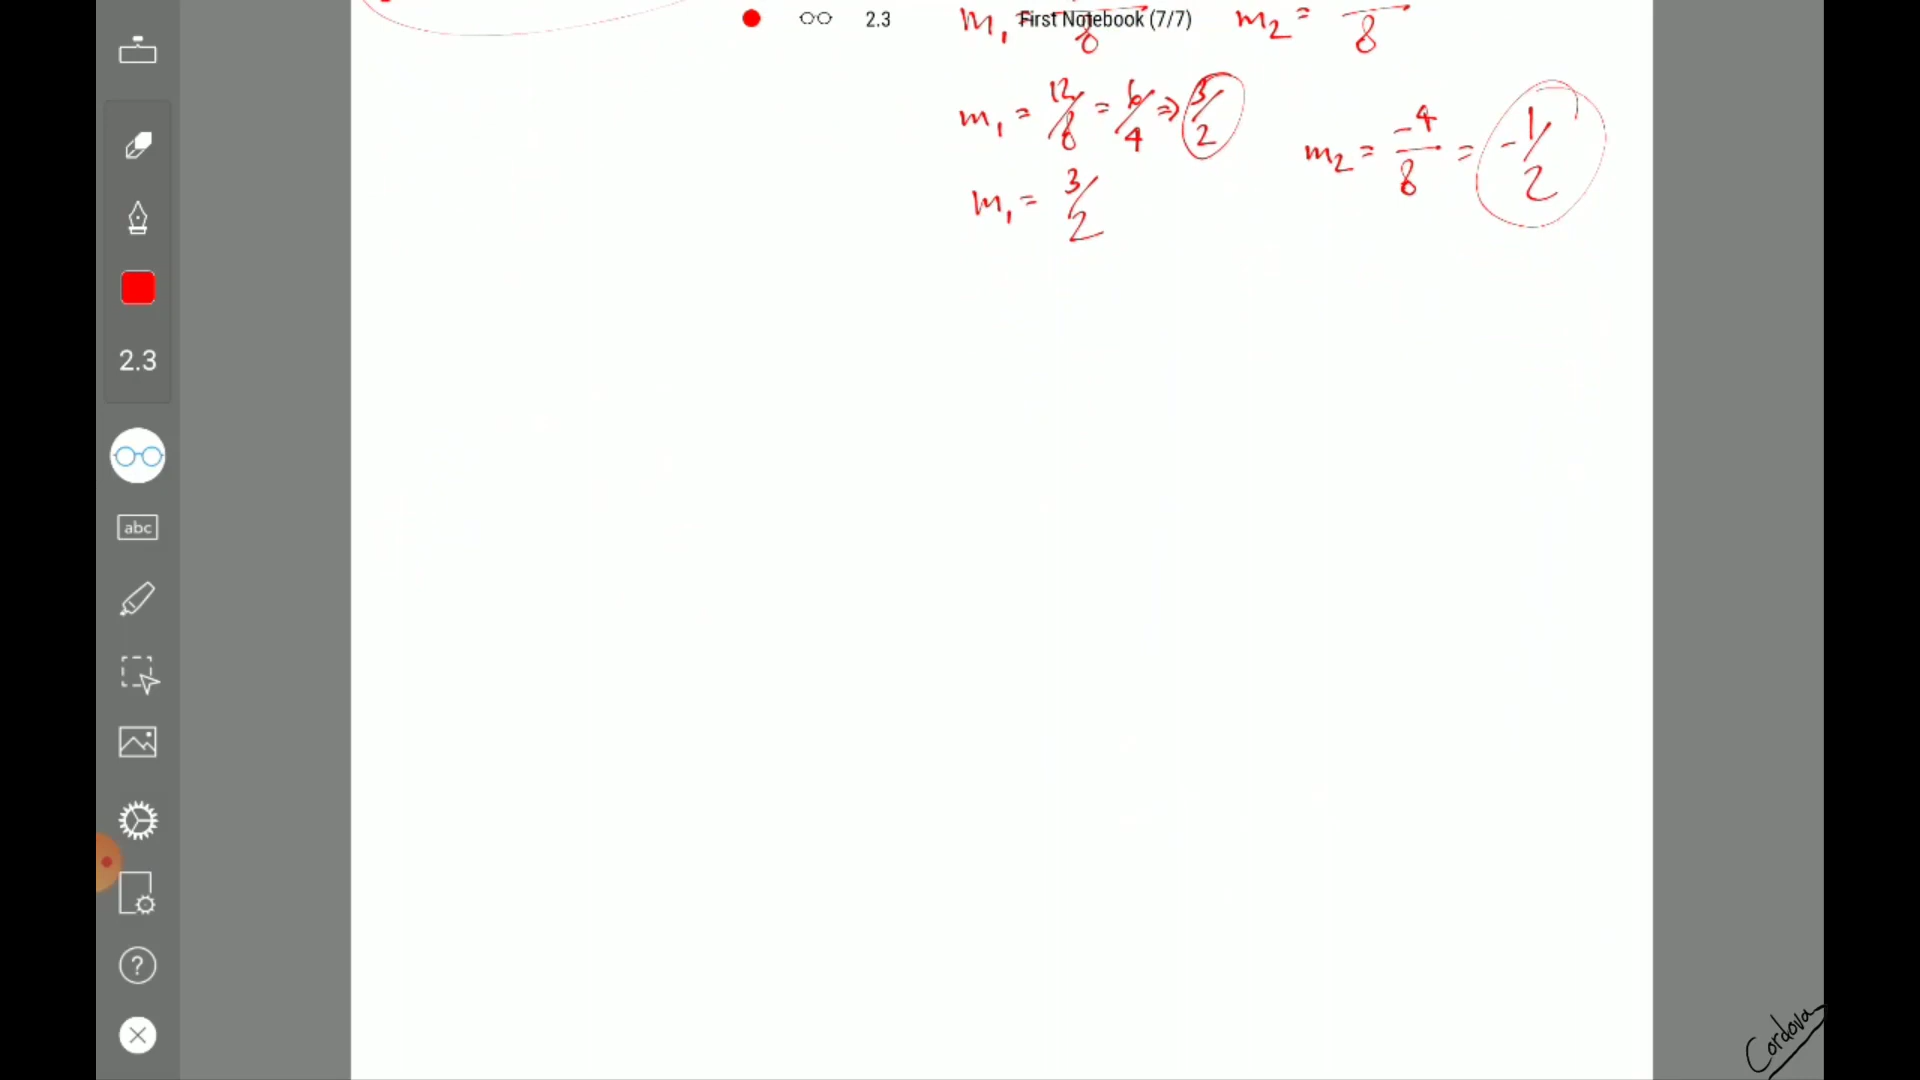 2.3 First Notebook (7/7)
m₁ = /8 m₂ = /8
m₁ = 12/8 = 6/4 => 3/2
m₂ = -4/8 = -1/2
m₁ = 3/2
2.3
abc
?
Cordova